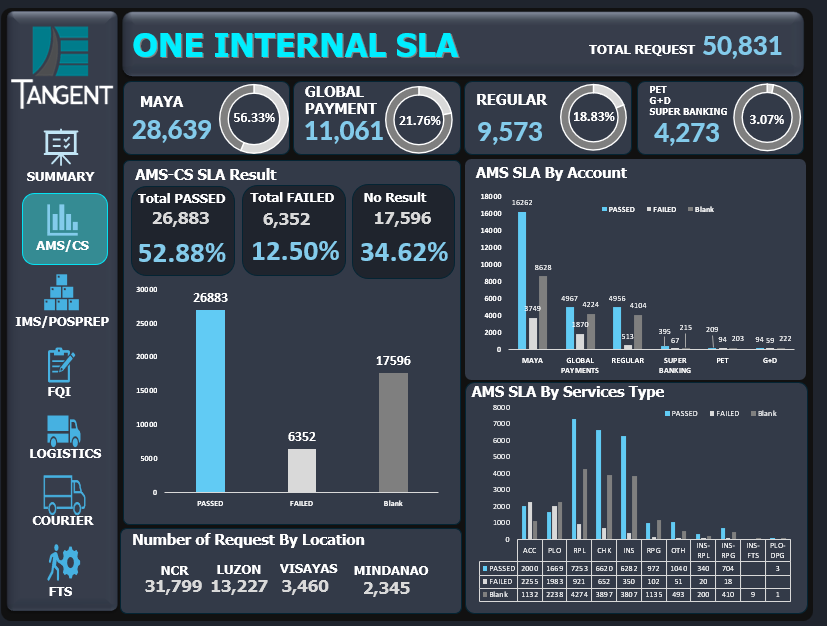 TANGENT
SUMMARY
AMS/CS
IMS/POSPREP
FQI
LOGISTICS
COURIER
FTS
ONE INTERNAL SLA
TOTAL REQUEST 50,831
MAYA
28,639
56.33%
GLOBAL
PAYMENT
11,061
21.76%
REGULAR
9,573
18.83%
PET
G+D
SUPER BANKING
4,273
3.07%
AMS-CS SLA Result
Total PASSED
26,883
52.88%
Total FAILED
6,352
12.50%
No Result
17,596
34.62%
30000
25000
20000
15000
10000
5000
0
26883
6352
17596
PASSED FAILED Blank
Number of Request By Location
NCR
31,799
LUZON
13,227
VISAYAS
3,460
MINDANAO
2,345
AMS SLA By Account
PASSED FAILED Blank
18000
16000
14000
12000
10000
8000
6000
4000
2000
0
16262 3749 8628
4967 1870 4224
4956 513 4104
395 67 215
209 94 203
94 59 222
MAYA
GLOBAL
PAYMENTS
REGULAR
SUPER
BANKING
PET
G+D
AMS SLA By Services Type
PASSED FAILED Blank
8000
7000
6000
5000
4000
3000
2000
1000
0
ACC PLO RPL CHK INS RPG OTH INS-RPL INS-RPG INS-FTS PLO-DPG
PASSED 2000 1669 7253 6620 6282 972 1040 340 704 3
FAILED 2255 1983 921 652 350 102 51 20 18
Blank 1132 2238 4274 3897 3807 1135 493 200 410 9 1